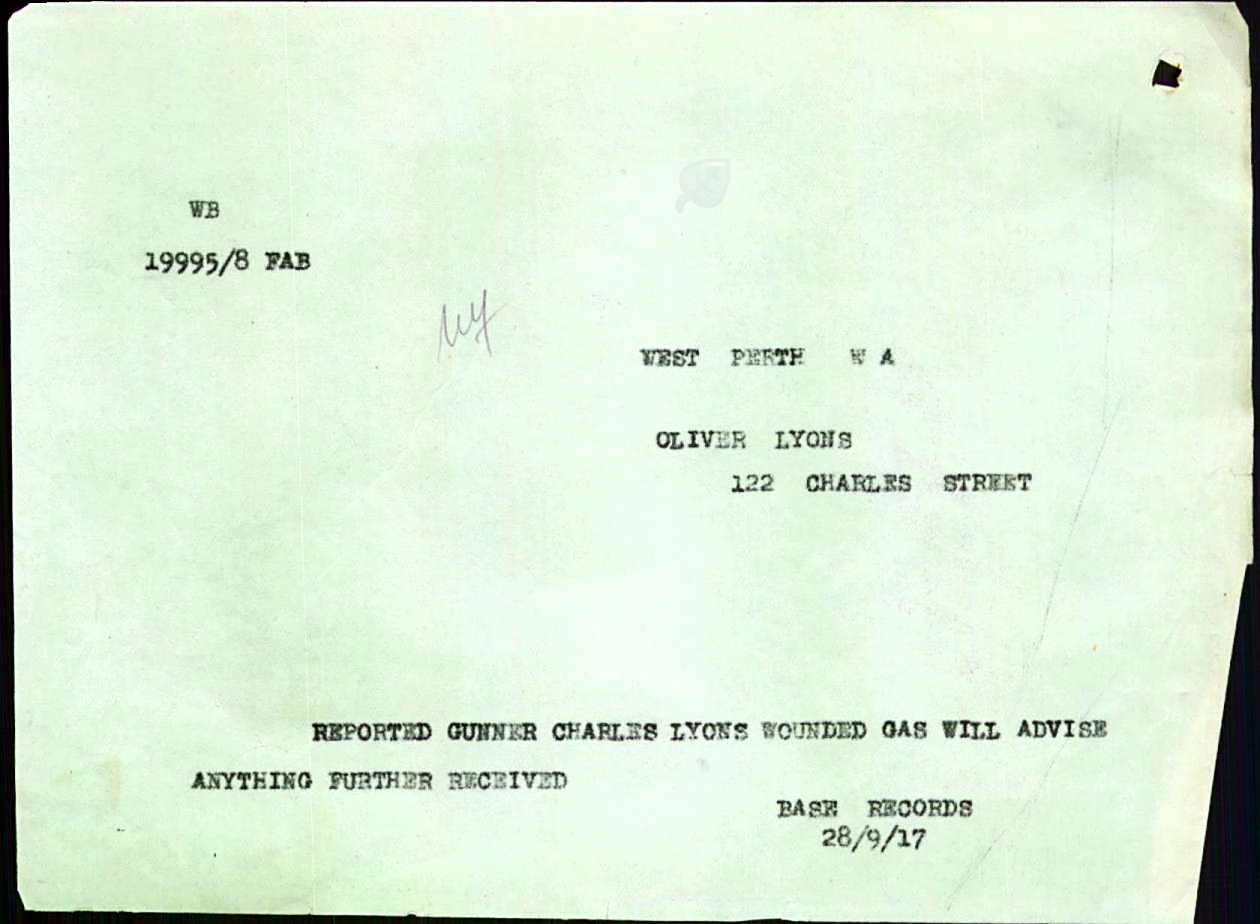 WB
19995/8 FAB
WEST PERTH W A
OLIVER LYONS
122 CHARLES STREET
REPORTED GUNNER CHARLES LYONS WOUNDED GAS WILL ADVISE
ANYTHING FURTHER RECEIVED
BASE RECORDS
28/9/17